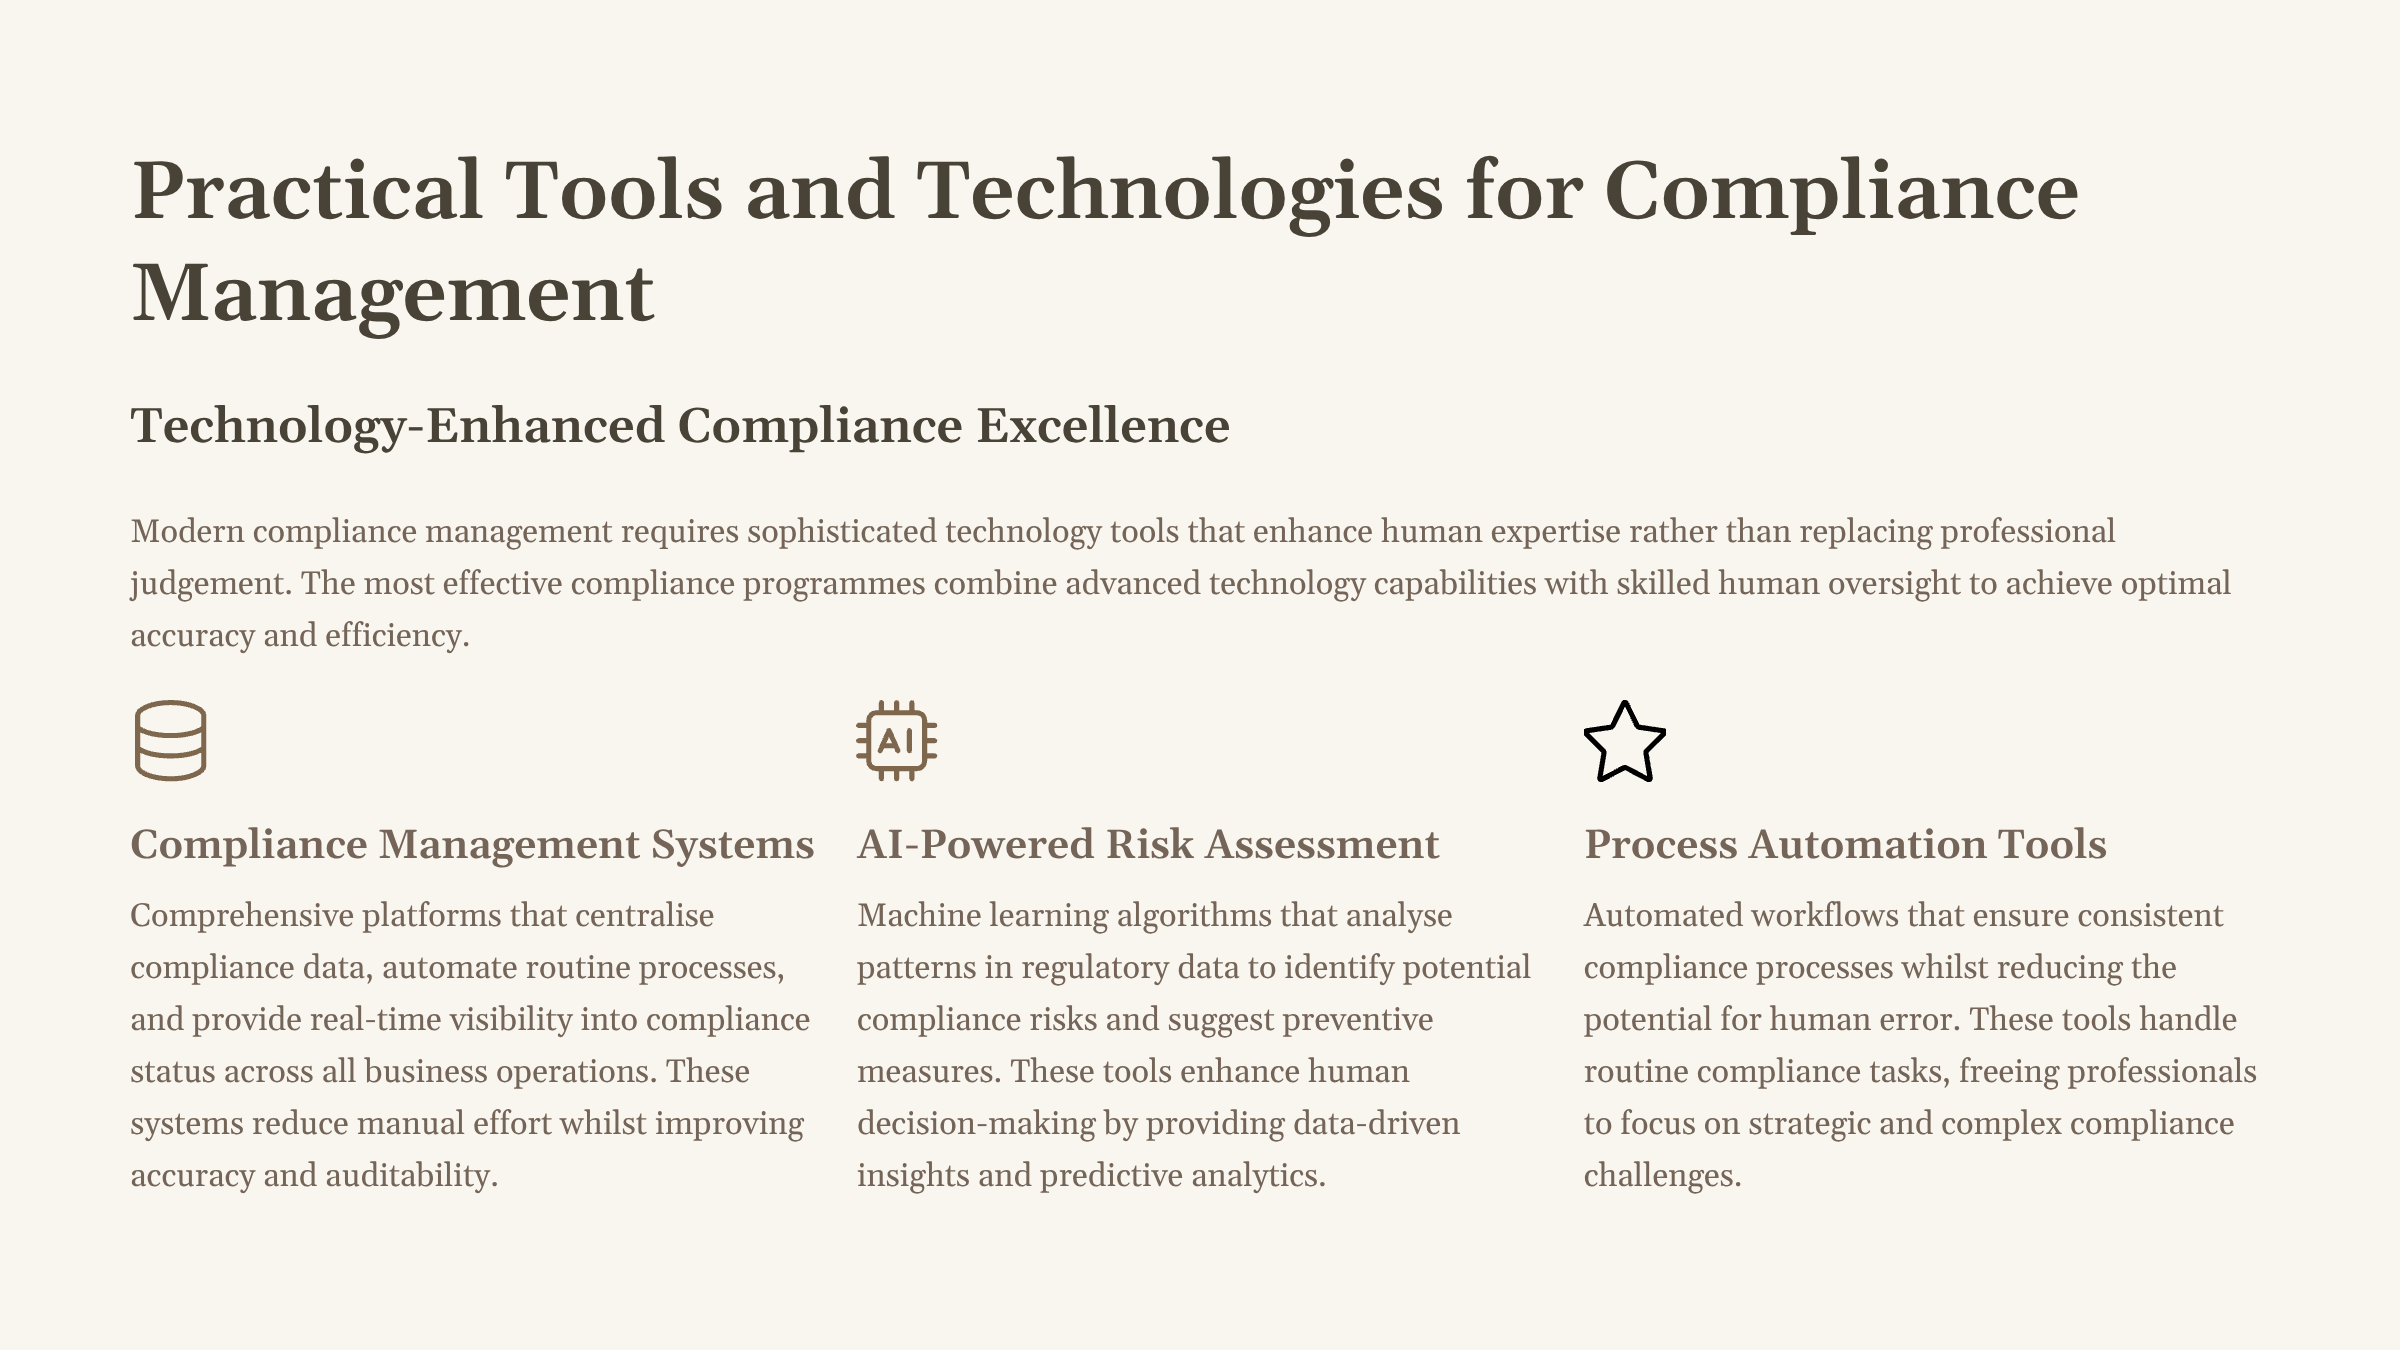 Practical Tools and Technologies for Compliance
Management
Technology-Enhanced Compliance Excellence
Modern compliance management requires sophisticated technology tools that enhance human expertise rather than replacing professional
judgement. The most effective compliance programmes combine advanced technology capabilities with skilled human oversight to achieve optimal
accuracy and efficiency.
Compliance Management Systems
Comprehensive platforms that centralise
compliance data, automate routine processes,
and provide real-time visibility into compliance
status across all business operations. These
systems reduce manual effort whilst improving
accuracy and auditability.
AI
AI-Powered Risk Assessment
Machine learning algorithms that analyse
patterns in regulatory data to identify potential
compliance risks and suggest preventive
measures. These tools enhance human
decision-making by providing data-driven
insights and predictive analytics.
Process Automation Tools
Automated workflows that ensure consistent
compliance processes whilst reducing the
potential for human error. These tools handle
routine compliance tasks, freeing professionals
to focus on strategic and complex compliance
challenges.